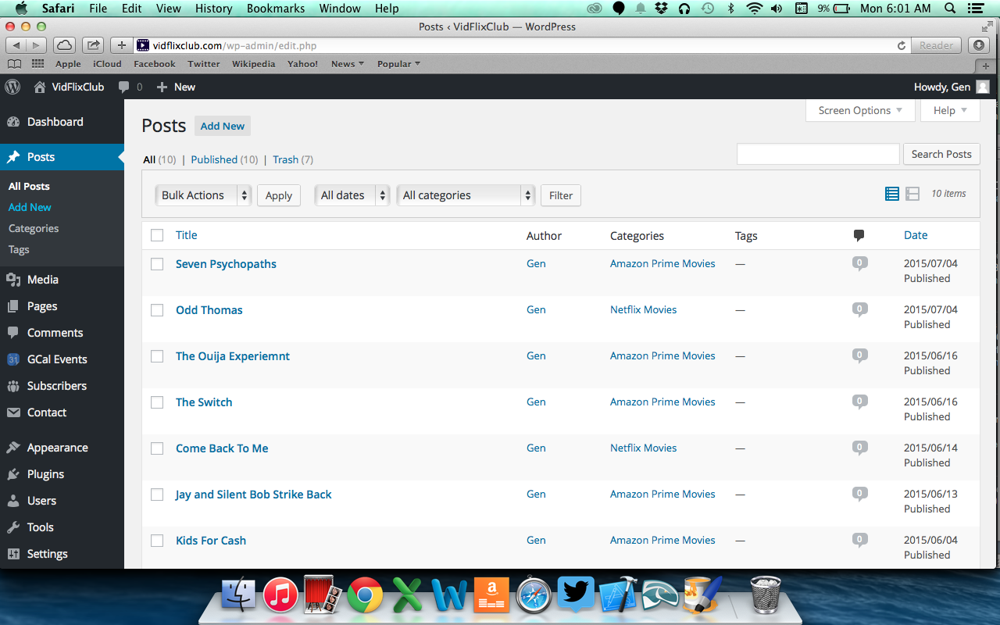 Safari File Edit View History Bookmarks Window Help 9% Mon 6:01 AM
Posts ‹ VidFlixClub — WordPress
vidflixclub.com/wp-admin/edit.php Reader
Apple iCloud Facebook Twitter Wikipedia Yahoo! News Popular
VidFlixClub 0 New Howdy, Gen
Screen Options Help
Dashboard
Posts
All Posts
Add New
Categories
Tags
Media
Pages
Comments
31 GCal Events
Subscribers
Contact
Appearance
Plugins
Users
Tools
Settings
Posts Add New
All (10) | Published (10) | Trash (7) Search Posts
Bulk Actions Apply All dates All categories Filter 10 items
Title Author Categories Tags Date
Seven Psychopaths Gen Amazon Prime Movies — 0 2015/07/04
Published
Odd Thomas Gen Netflix Movies — 0 2015/07/04
Published
The Ouija Experiemnt Gen Amazon Prime Movies — 0 2015/06/16
Published
The Switch Gen Amazon Prime Movies — 0 2015/06/16
Published
Come Back To Me Gen Netflix Movies — 0 2015/06/14
Published
Jay and Silent Bob Strike Back Gen Amazon Prime Movies — 0 2015/06/13
Published
Kids For Cash Gen Amazon Prime Movies — 0 2015/06/04
Published